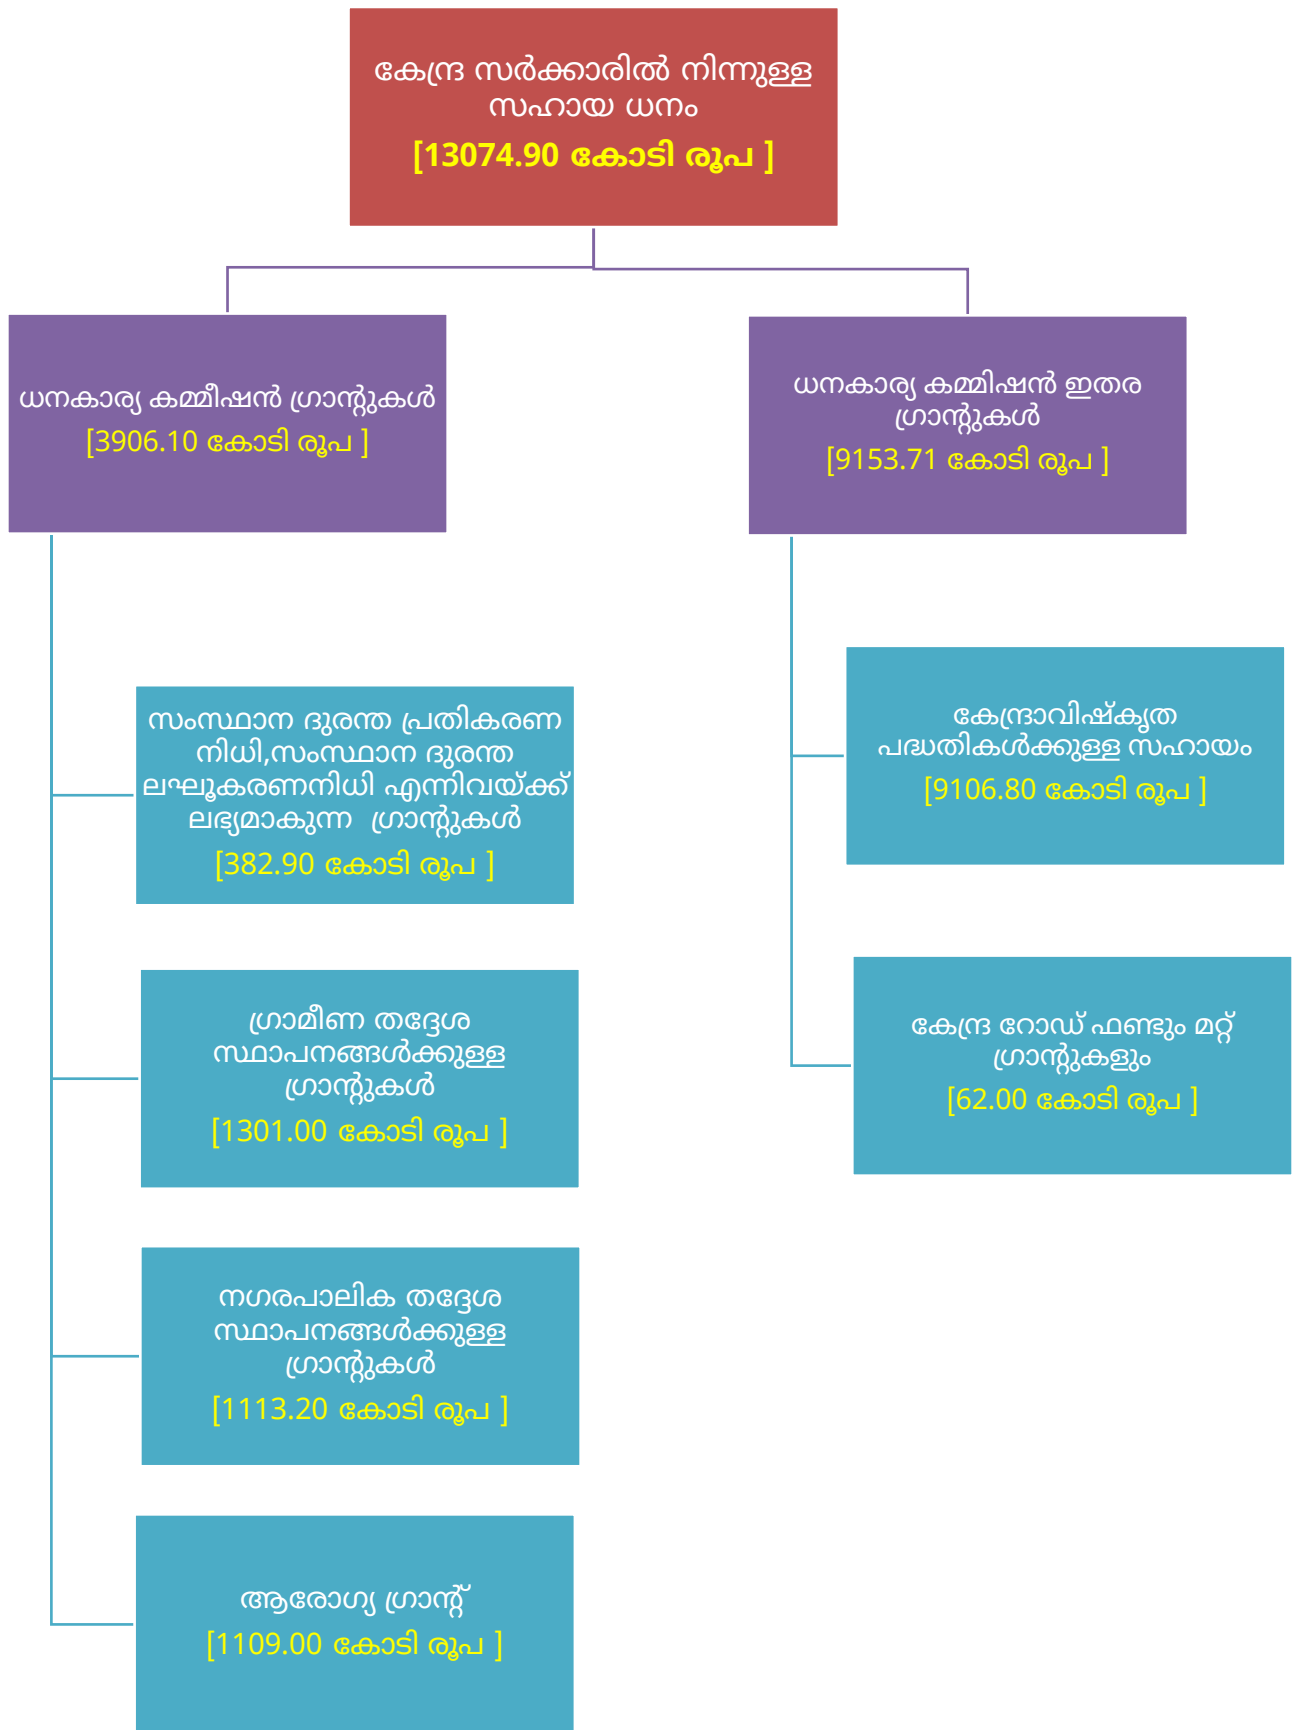 കേന്ദ്ര സർക്കാരിൽ നിന്നുള്ള
സഹായ ധനം
[13074.90 കോടി രൂപ ]
ധനകാര്യ കമ്മീഷൻ ഗ്രാന്റുകൾ
[3906.10 കോടി രൂപ ]
ധനകാര്യ കമ്മിഷൻ ഇതര
ഗ്രാന്റുകൾ
[9153.71 കോടി രൂപ ]
സംസ്ഥാന ദുരന്ത പ്രതികരണ
നിധി,സംസ്ഥാന ദുരന്ത
ലഘൂകരണനിധി എന്നിവയ്ക്ക്
ലഭ്യമാകുന്ന  ഗ്രാന്റുകൾ
[382.90 കോടി രൂപ ]
ഗ്രാമീണ തദ്ദേശ
സ്ഥാപനങ്ങൾക്കുള്ള
ഗ്രാന്റുകൾ
[1301.00 കോടി രൂപ ]
നഗരപാലിക തദ്ദേശ
സ്ഥാപനങ്ങൾക്കുള്ള
ഗ്രാന്റുകൾ
[1113.20 കോടി രൂപ ]
ആരോഗ്യ ഗ്രാന്റ്
[1109.00 കോടി രൂപ ]
കേന്ദ്രാവിഷ്കൃത
പദ്ധതികൾക്കുള്ള സഹായം
[9106.80 കോടി രൂപ ]
കേന്ദ്ര റോഡ് ഫണ്ടും മറ്റ്
ഗ്രാന്റുകളും
[62.00 കോടി രൂപ ]